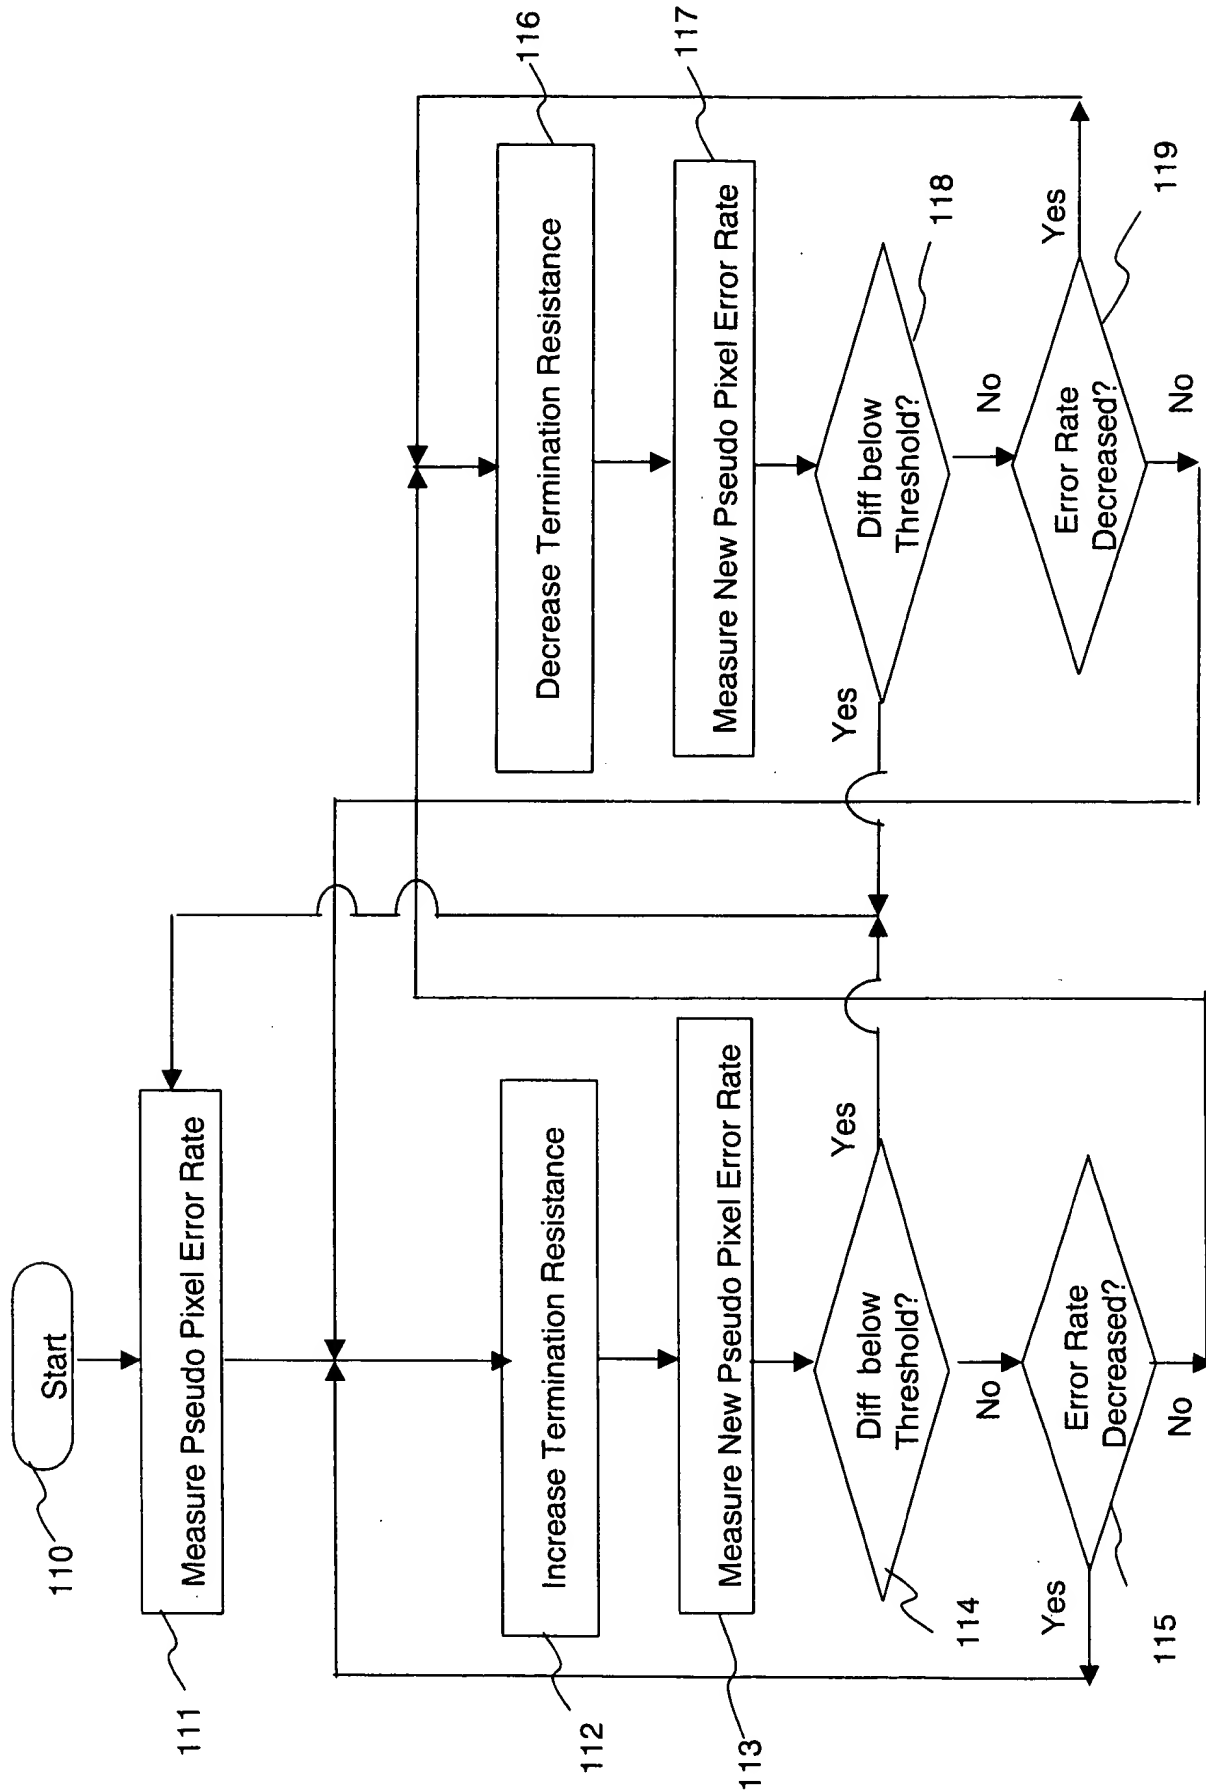 Start
110
Measure Pseudo Pixel Error Rate
111
Increase Termination Resistance
112
Measure New Pseudo Pixel Error Rate
113
Diff below
Threshold?
114
Yes
No
Error Rate
Decreased?
115
Yes
No
Decrease Termination Resistance
116
Measure New Pseudo Pixel Error Rate
117
Diff below
Threshold?
118
Yes
No
Error Rate
Decreased?
119
Yes
No